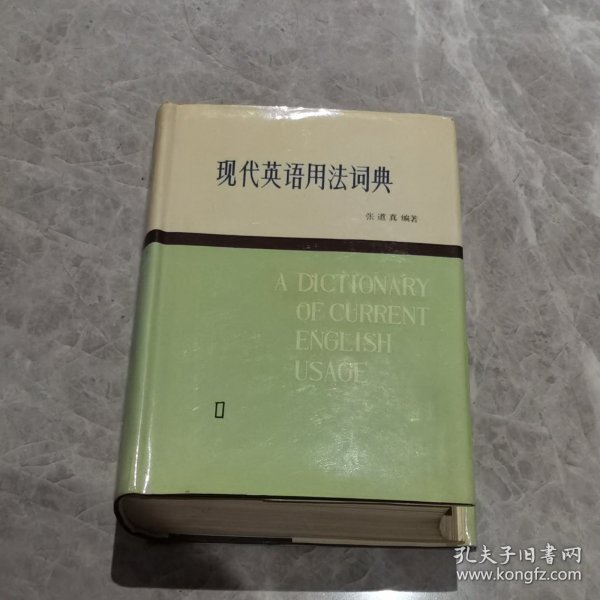 现代英语用法词典
张道真 编著
A DICTIONARY
OF CURRENT
ENGLISH
USAGE
孔夫子旧书网
www.kongfz.com